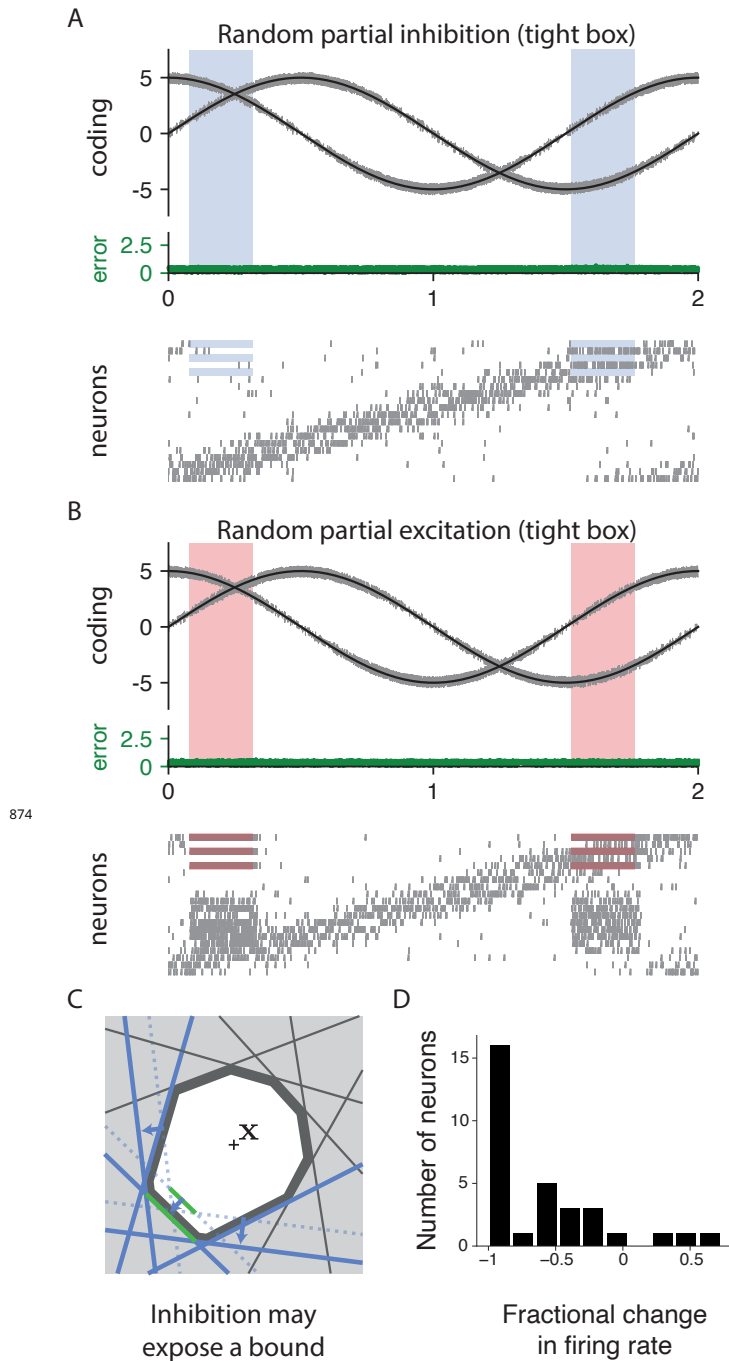 A
Random partial inhibition (tight box)
coding
5
0
-5
error
2.5
0
0
1
2
neurons
B
Random partial excitation (tight box)
coding
5
0
-5
error
2.5
0
0
1
2
874
neurons
C
D
x
+
Number of neurons
15
10
5
0
−1
−0.5
0
0.5
Inhibition may
expose a bound
Fractional change
in firing rate